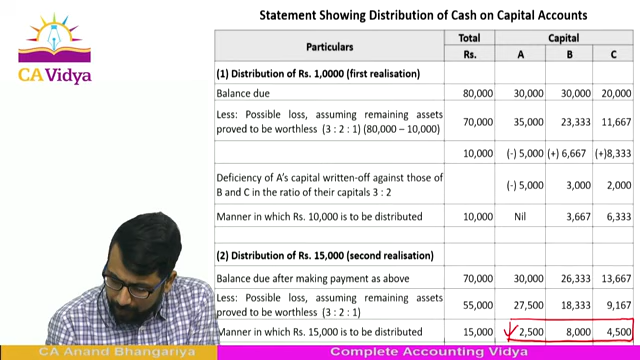 CA Vidya
Statement Showing Distribution of Cash on Capital Accounts
Particulars Total Capital
Rs. A B C
(1) Distribution of Rs. 1,0000 (first realisation)
Balance due 80,000 30,000 30,000 20,000
Less: Possible loss, assuming remaining assets
proved to be worthless (3 : 2 : 1) (80,000 – 10,000) 70,000 35,000 23,333 11,667
10,000 (-) 5,000 (+) 6,667 (+)8,333
Deficiency of A's capital written-off against those of
B and C in the ratio of their capitals 3 : 2 (-) 5,000 3,000 2,000
Manner in which Rs. 10,000 is to be distributed 10,000 Nil 3,667 6,333
(2) Distribution of Rs. 15,000 (second realisation)
Balance due after making payment as above 70,000 30,000 26,333 13,667
Less: Possible loss, assuming remaining assets
proved to be worthless (3 : 2 : 1) 55,000 27,500 18,333 9,167
Manner in which Rs. 15,000 is to be distributed 15,000 2,500 8,000 4,500
CA Anand Bhangariya Complete Accounting Vidya